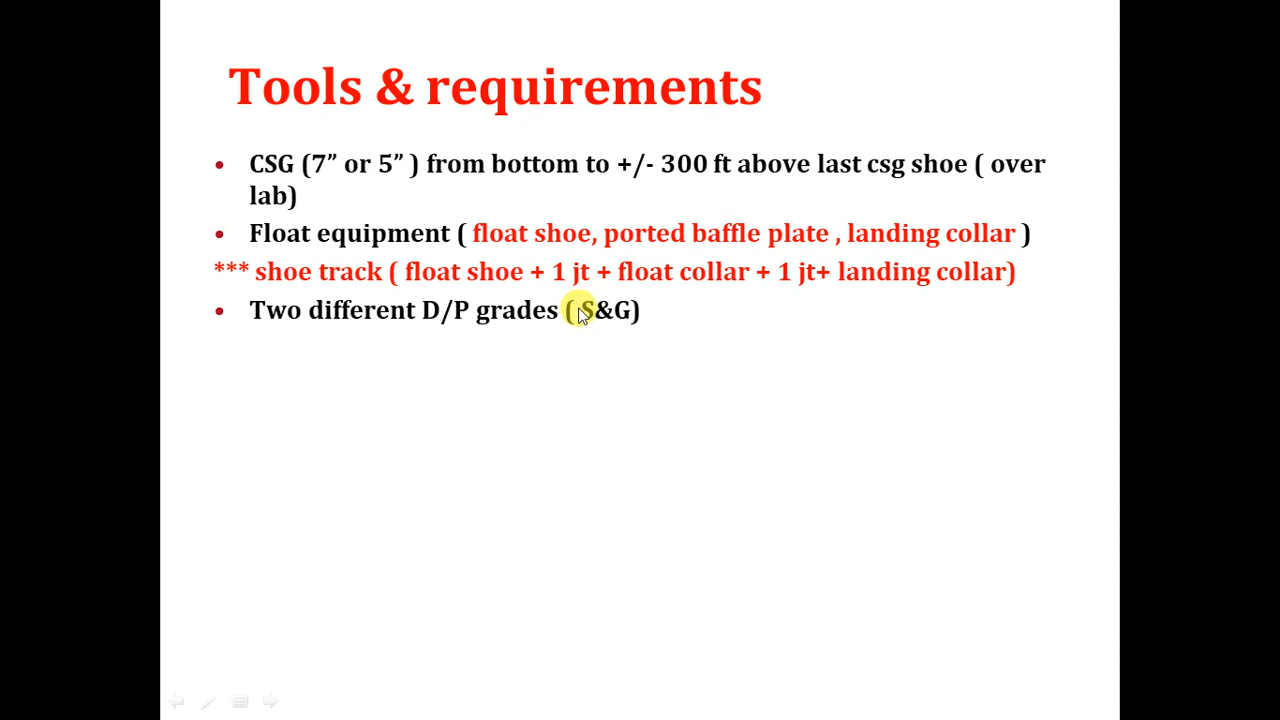 Tools & requirements
• CSG (7” or 5” ) from bottom to +/- 300 ft above last csg shoe ( over
lab)
• Float equipment ( float shoe, ported baffle plate , landing collar )
*** shoe track ( float shoe + 1 jt + float collar + 1 jt+ landing collar)
• Two different D/P grades ( S&G)